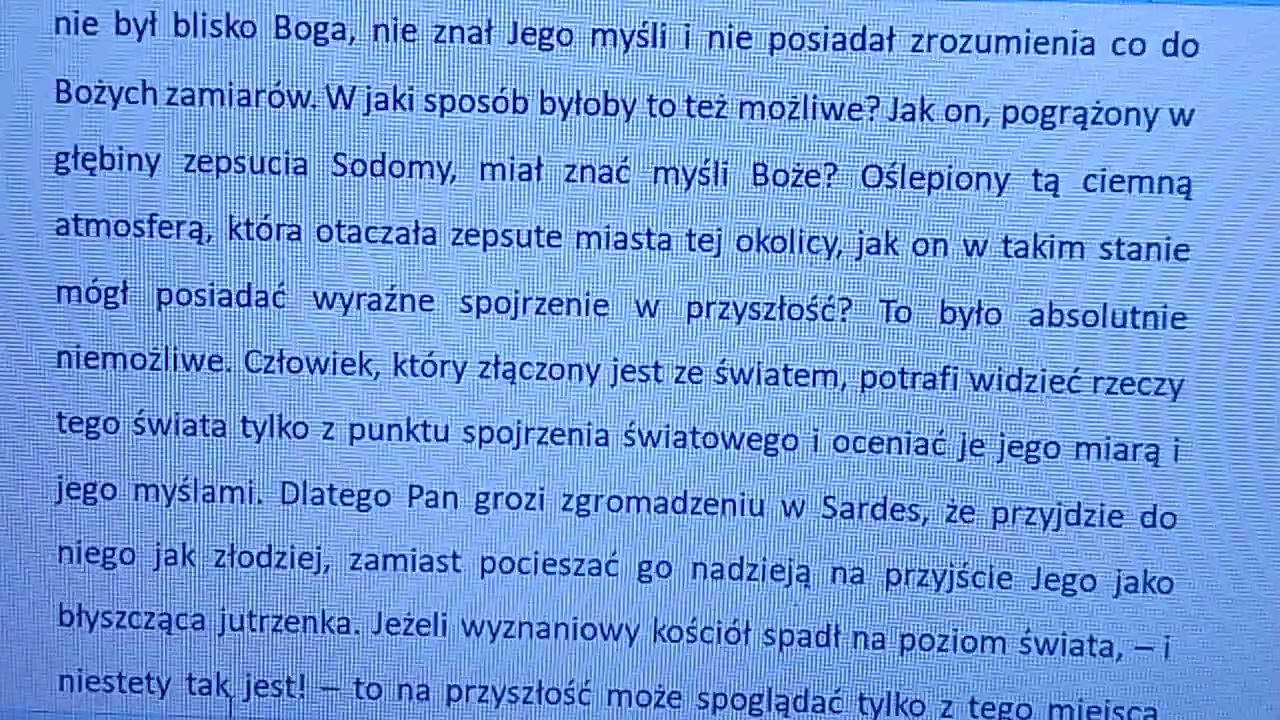 nie był blisko Boga, nie znał Jego myśli i nie posiadał zrozumienia co do
Bożych zamiarów. W jaki sposób byłoby to też możliwe? Jak on, pogrążony w
głębiny zepsucia Sodomy, miał znać myśli Boże? Oślepiony tą ciemną
atmosferą, która otaczała zepsute miasta tej okolicy, jak on w takim stanie
mógł posiadać wyraźne spojrzenie w przyszłość? To było absolutnie
niemożliwe. Człowiek, który złączony jest ze światem, potrafi widzieć rzeczy
tego świata tylko z punktu spojrzenia światowego i oceniać je jego miarą i
jego myślami. Dlatego Pan grozi zgromadzeniu w Sardes, że przyjdzie do
niego jak złodziej, zamiast pocieszać go nadzieją na przyjście Jego jako
błyszcząca jutrzenka. Jeżeli wyznaniowy kościół spadł na poziom świata, – i
niestety tak jest! – to na przyszłość może spoglądać tylko z tego miejsca